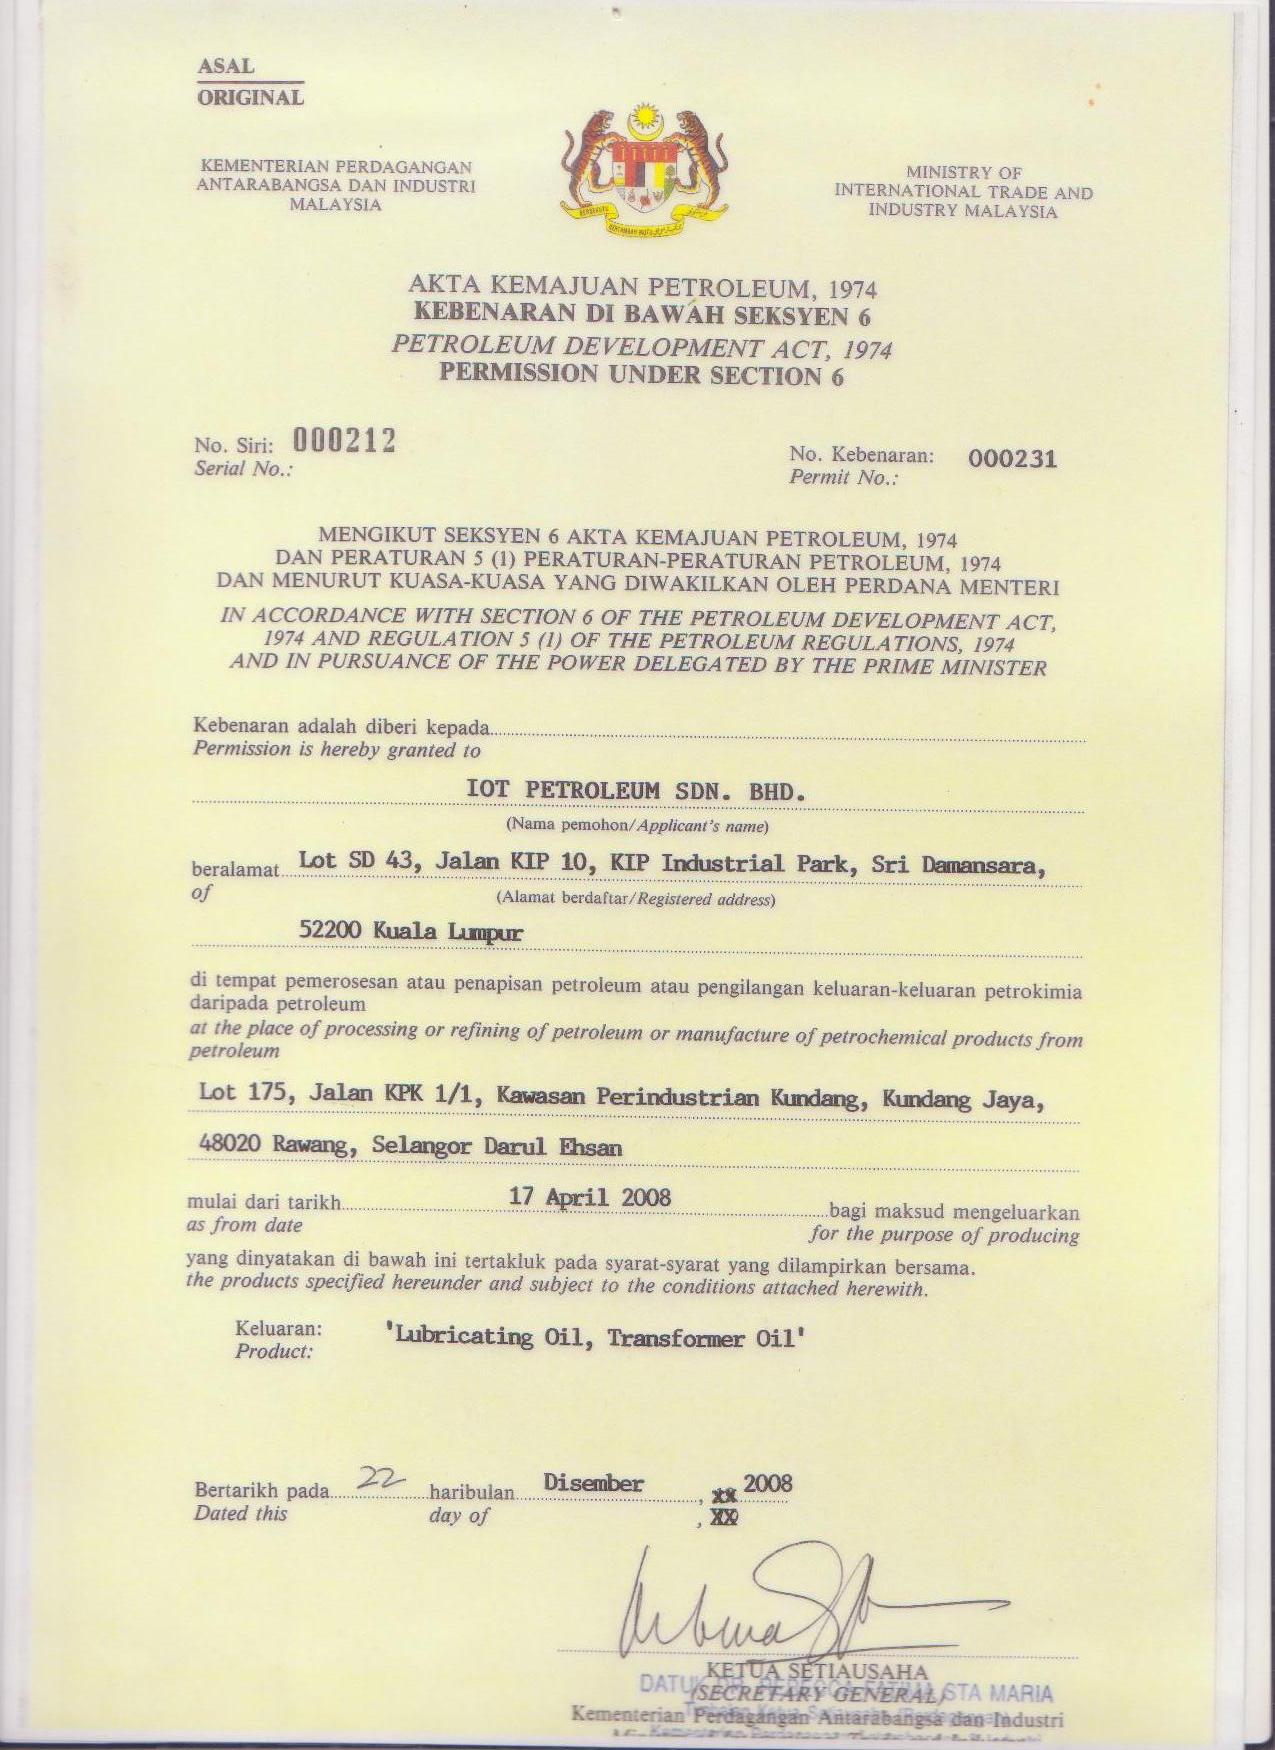 ASAL
ORIGINAL
KEMENTERIAN PERDAGANGAN
ANTARABANGSA DAN INDUSTRI
MALAYSIA
MINISTRY OF
INTERNATIONAL TRADE AND
INDUSTRY MALAYSIA
AKTA KEMAJUAN PETROLEUM, 1974
KEBENARAN DI BAWAH SEKSYEN 6
PETROLEUM DEVELOPMENT ACT, 1974
PERMISSION UNDER SECTION 6
No. Siri: 000212
Serial No.:
No. Kebenaran: 000231
Permit No.:
MENGIKUT SEKSYEN 6 AKTA KEMAJUAN PETROLEUM, 1974
DAN PERATURAN 5 (1) PERATURAN-PERATURAN PETROLEUM, 1974
DAN MENURUT KUASA-KUASA YANG DIWAKILKAN OLEH PERDANA MENTERI
IN ACCORDANCE WITH SECTION 6 OF THE PETROLEUM DEVELOPMENT ACT,
1974 AND REGULATION 5 (1) OF THE PETROLEUM REGULATIONS, 1974
AND IN PURSUANCE OF THE POWER DELEGATED BY THE PRIME MINISTER
Kebenaran adalah diberi kepada
Permission is hereby granted to
IOT PETROLEUM SDN. BHD.
(Nama pemohon/Applicant's name)
beralamat Lot SD 43, Jalan KIP 10, KIP Industrial Park, Sri Damansara,
of (Alamat berdaftar/Registered address)
52200 Kuala Lumpur
di tempat pemerosesan atau penapisan petroleum atau pengilangan keluaran-keluaran petrokimia
daripada petroleum
at the place of processing or refining of petroleum or manufacture of petrochemical products from
petroleum
Lot 175, Jalan KPK 1/1, Kawasan Perindustrian Kundang, Kundang Jaya,
48020 Rawang, Selangor Darul Ehsan
mulai dari tarikh 17 April 2008 bagi maksud mengeluarkan
as from date for the purpose of producing
yang dinyatakan di bawah ini tertakluk pada syarat-syarat yang dilampirkan bersama.
the products specified hereunder and subject to the conditions attached herewith.
Keluaran: 'Lubricating Oil, Transformer Oil'
Product:
Bertarikh pada 22 haribulan Disember, xx 2008
Dated this day of , XX
KETUA SETIAUSAHA
DATUK DR. REBECCA FATIMA STA MARIA
(SECRETARY GENERAL)
Kementerian Perdagangan Antarabangsa dan Industri